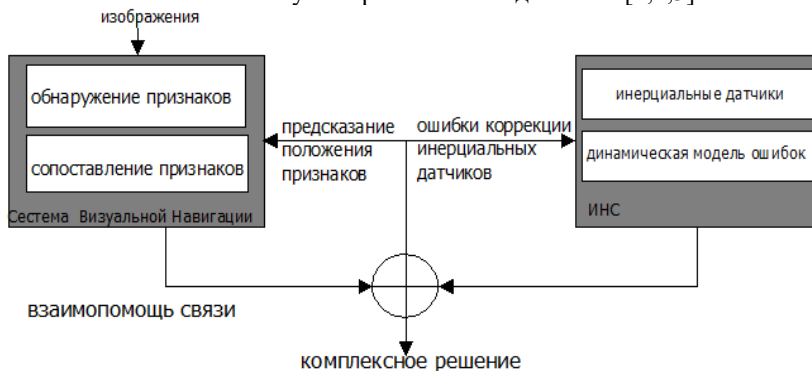 изображения
обнаружение признаков
сопоставление признаков
Сестема Визуальной Навигации
предсказание
положения
признаков
ошибки коррекции
инерциальных
датчиков
инерциальные датчики
динамическая модель ошибок
ИНС
взаимопомощь связи
комплексное решение